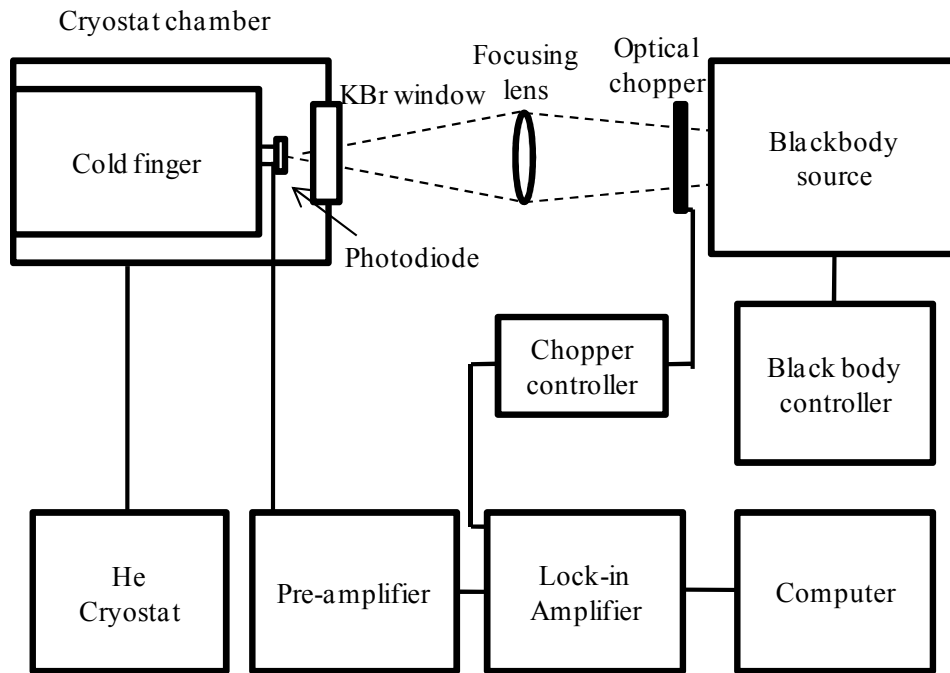 Cryostat chamber
Focusing
lens
Optical
chopper
KBr window
Cold finger
Blackbody
source
Photodiode
Chopper
controller
Black body
controller
He
Cryostat
Pre-amplifier
Lock-in
Amplifier
Computer